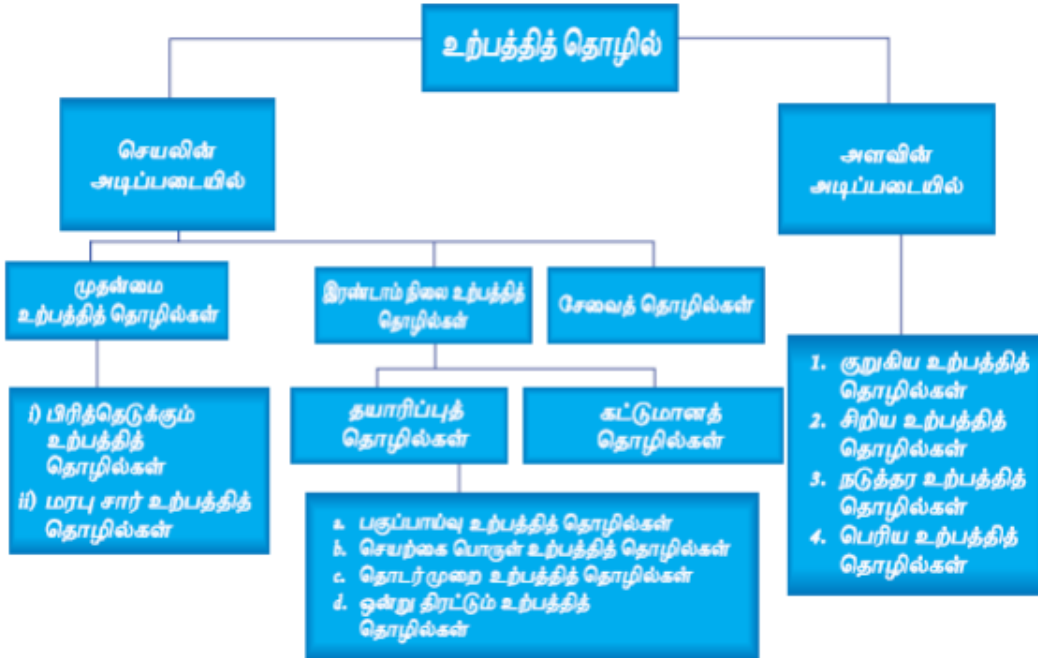 உற்பத்தித் தொழில்
செயலின்
அடிப்படையில்
அளவின்
அடிப்படையில்
முதன்மை
உற்பத்தித் தொழில்கள்
இரண்டாம் நிலை உற்பத்தித்
தொழில்கள்
சேவைத் தொழில்கள்
i) பிரித்தெடுக்கும்
உற்பத்தித்
தொழில்கள்
ii) மரபு சார் உற்பத்தித்
தொழில்கள்
தயாரிப்புத்
தொழில்கள்
கட்டுமானத்
தொழில்கள்
a. பகுப்பாய்வு உற்பத்தித் தொழில்கள்
b. செயற்கை பொருள் உற்பத்தித் தொழில்கள்
c. தொடர்முறை உற்பத்தித் தொழில்கள்
d. ஒன்று திரட்டும் உற்பத்தித்
தொழில்கள்
1. குறுகிய உற்பத்தித்
தொழில்கள்
2. சிறிய உற்பத்தித்
தொழில்கள்
3. நடுத்தர உற்பத்தித்
தொழில்கள்
4. பெரிய உற்பத்தித்
தொழில்கள்